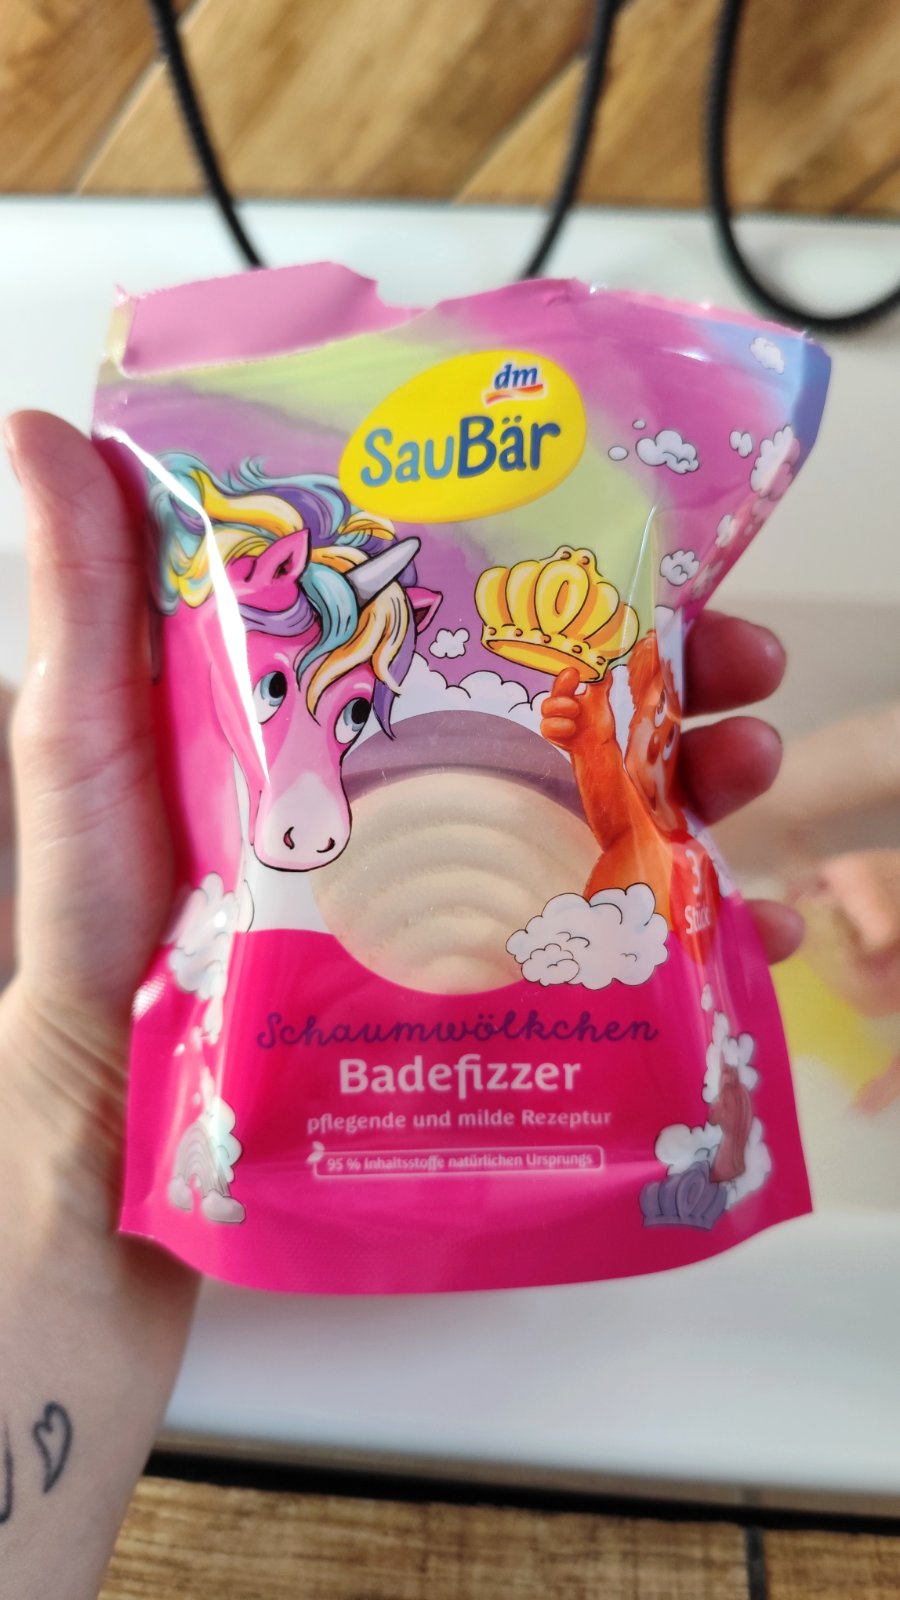 dm
SauBär
3
Stück
Schaumwölkchen
Badefizzer
pflegende und milde Rezeptur
95 % Inhaltsstoffe natürlichen Ursprungs